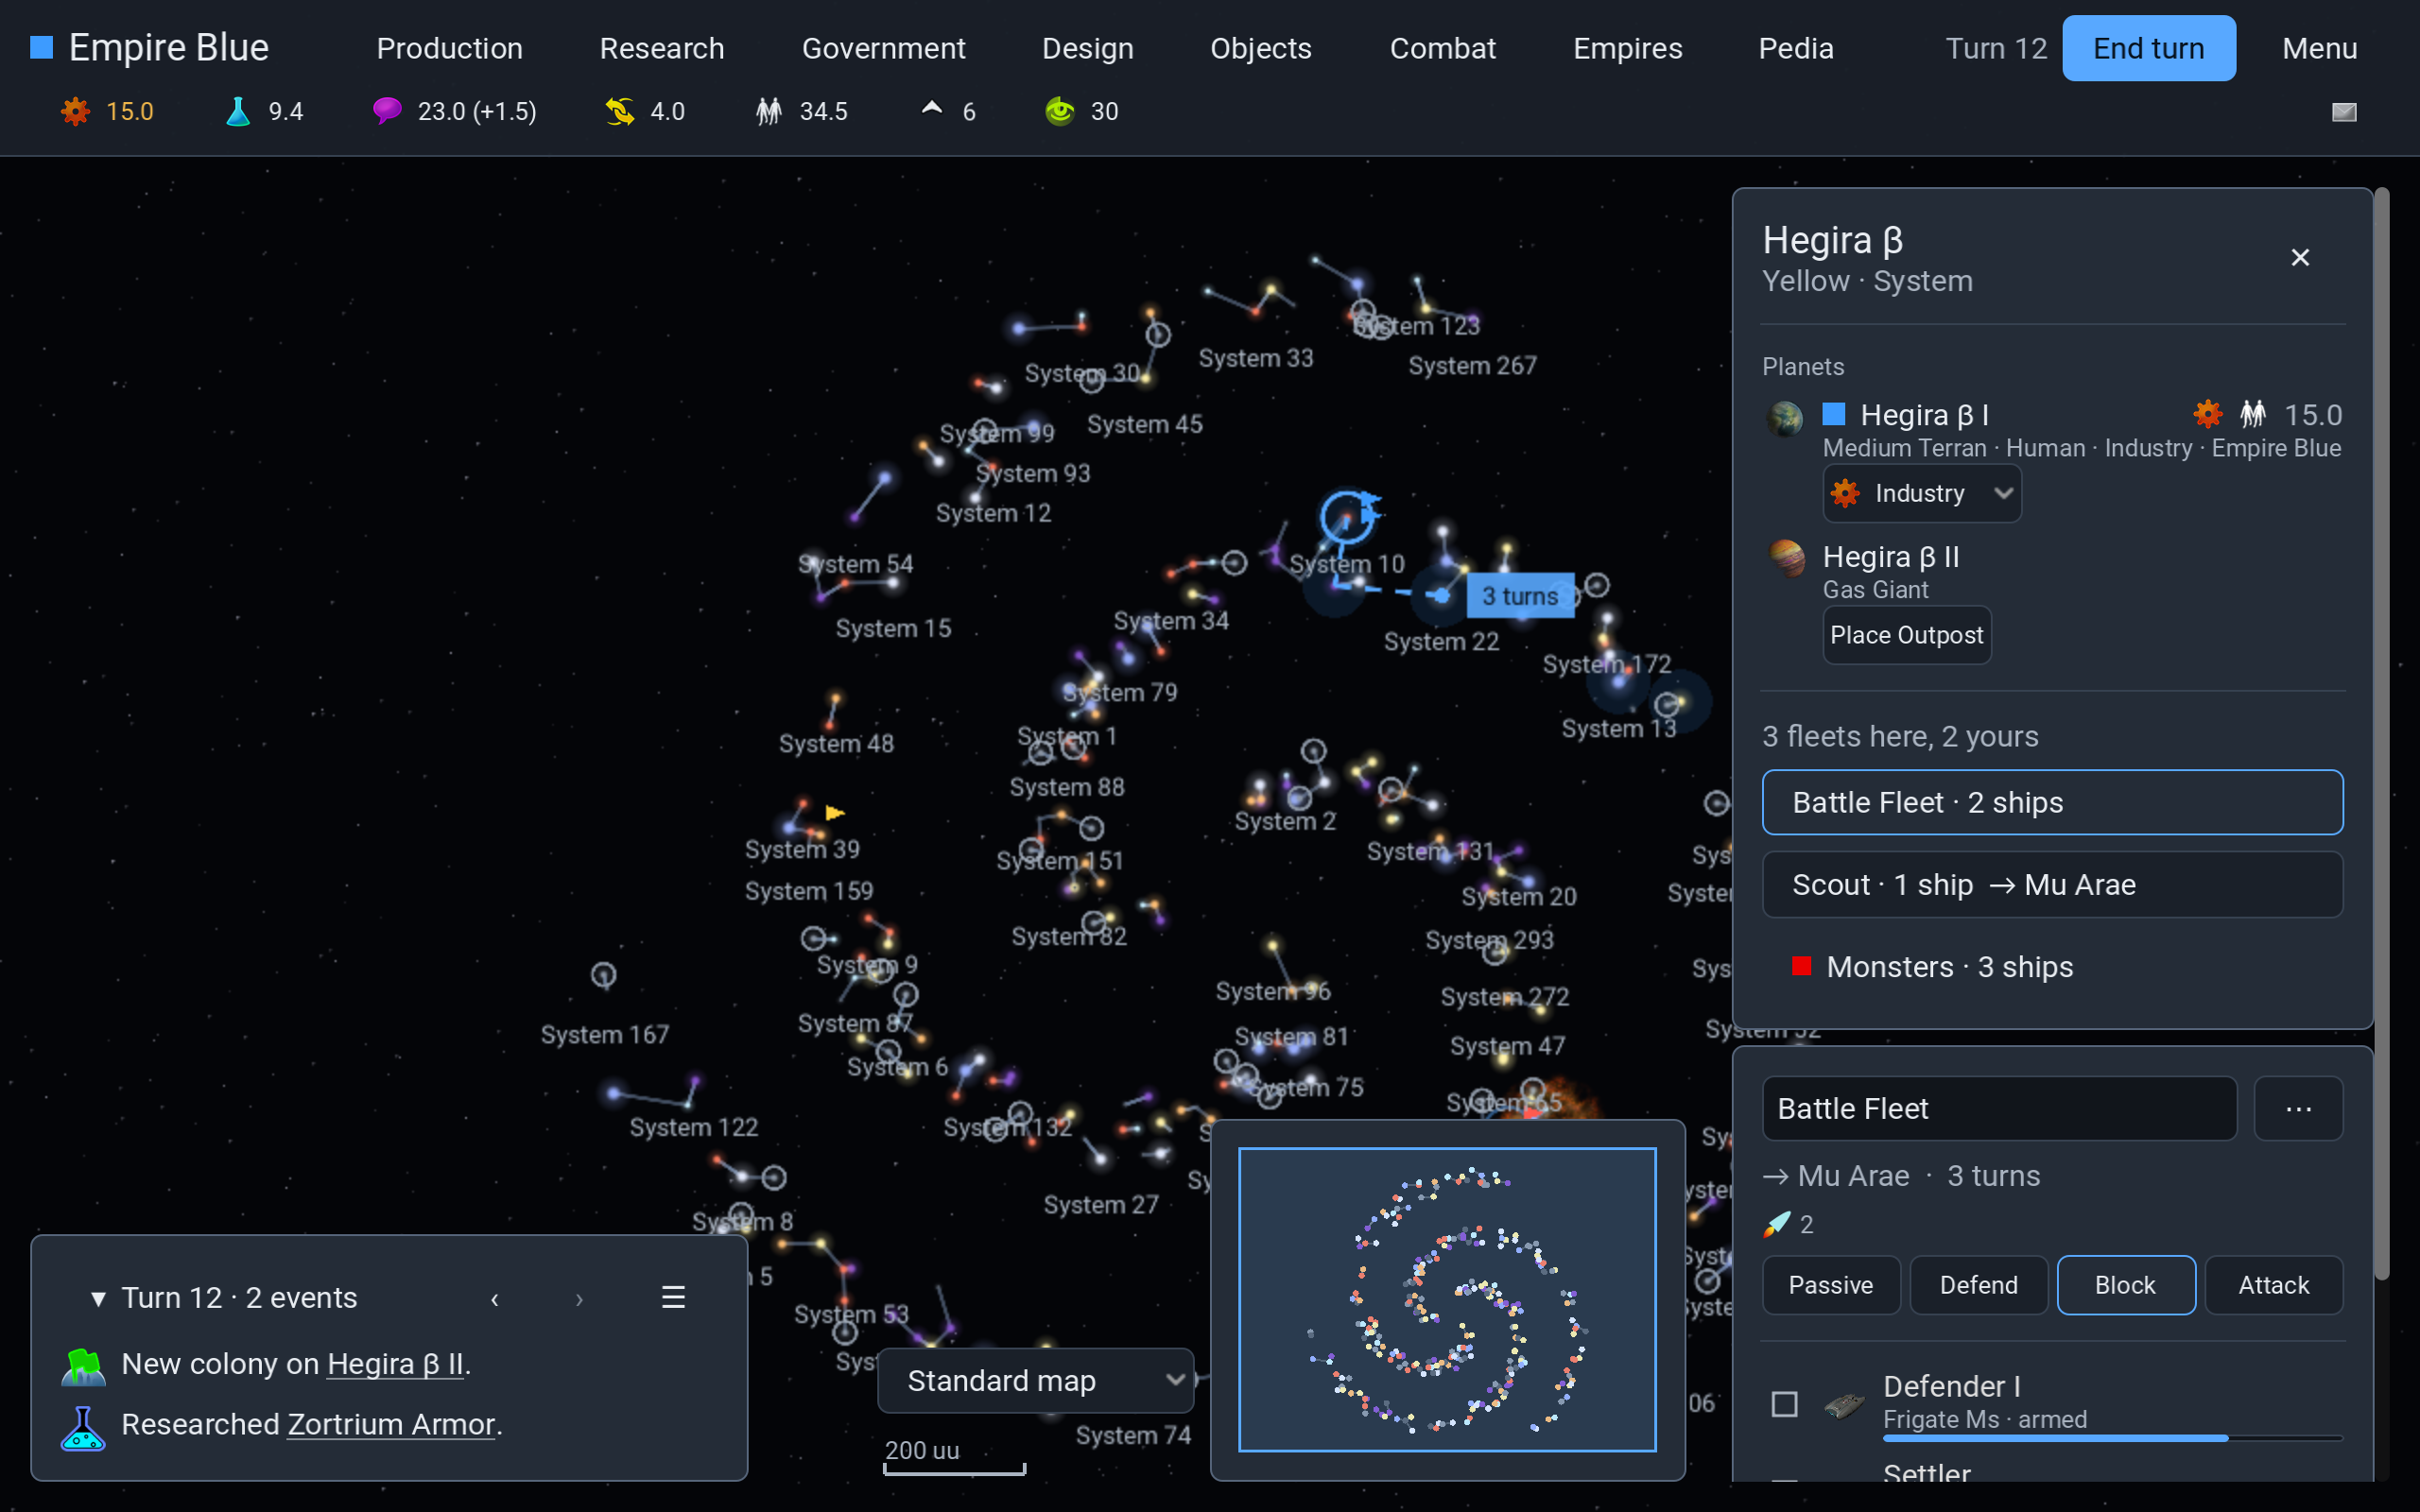 Empire Blue
Production
Research
Government
Design
Objects
Combat
Empires
Pedia
Turn 12
End turn
Menu
15.0
9.4
23.0 (+1.5)
4.0
34.5
6
30
Hegira β
Yellow · System
Planets
Hegira β I
15.0
Medium Terran · Human · Industry · Empire Blue
Industry
Hegira β II
Gas Giant
Place Outpost
3 fleets here, 2 yours
Battle Fleet · 2 ships
Scout · 1 ship → Mu Arae
Monsters · 3 ships
Battle Fleet
...
→ Mu Arae · 3 turns
2
Passive
Defend
Block
Attack
Defender I
Frigate Ms · armed
Settler
System 123
System 33
System 267
System 30
System 45
System 99
System 93
System 12
System 54
System 10
3 turns
System 15
System 34
System 22
System 172
System 79
System 13
System 1
System 48
System 88
System 2
System 39
System 151
System 131
System 159
System 20
System 82
System 293
System 9
System 96
System 272
System 87
System 167
System 81
System 47
System 6
System 75
System 65
System 122
System 132
System 27
System 8
System 53
System 74
Turn 12 · 2 events
New colony on Hegira β II.
Researched Zortrium Armor.
Standard map
200 uu